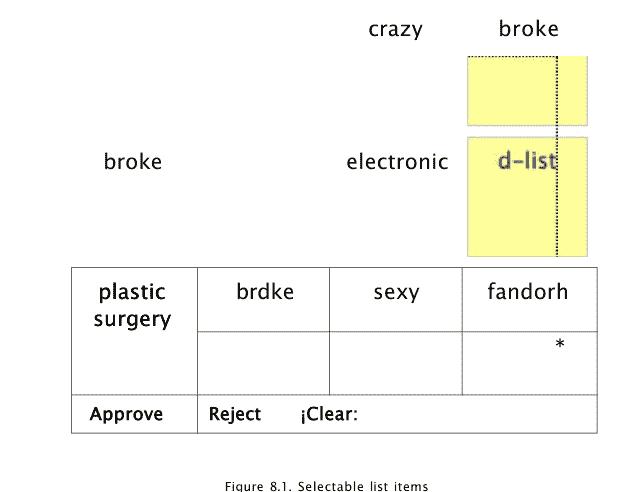 crazy broke
broke electronic d-list
plastic surgery brdke sexy fandorh
*
Approve Reject ¡Clear:
Figure 8.1. Selectable list items